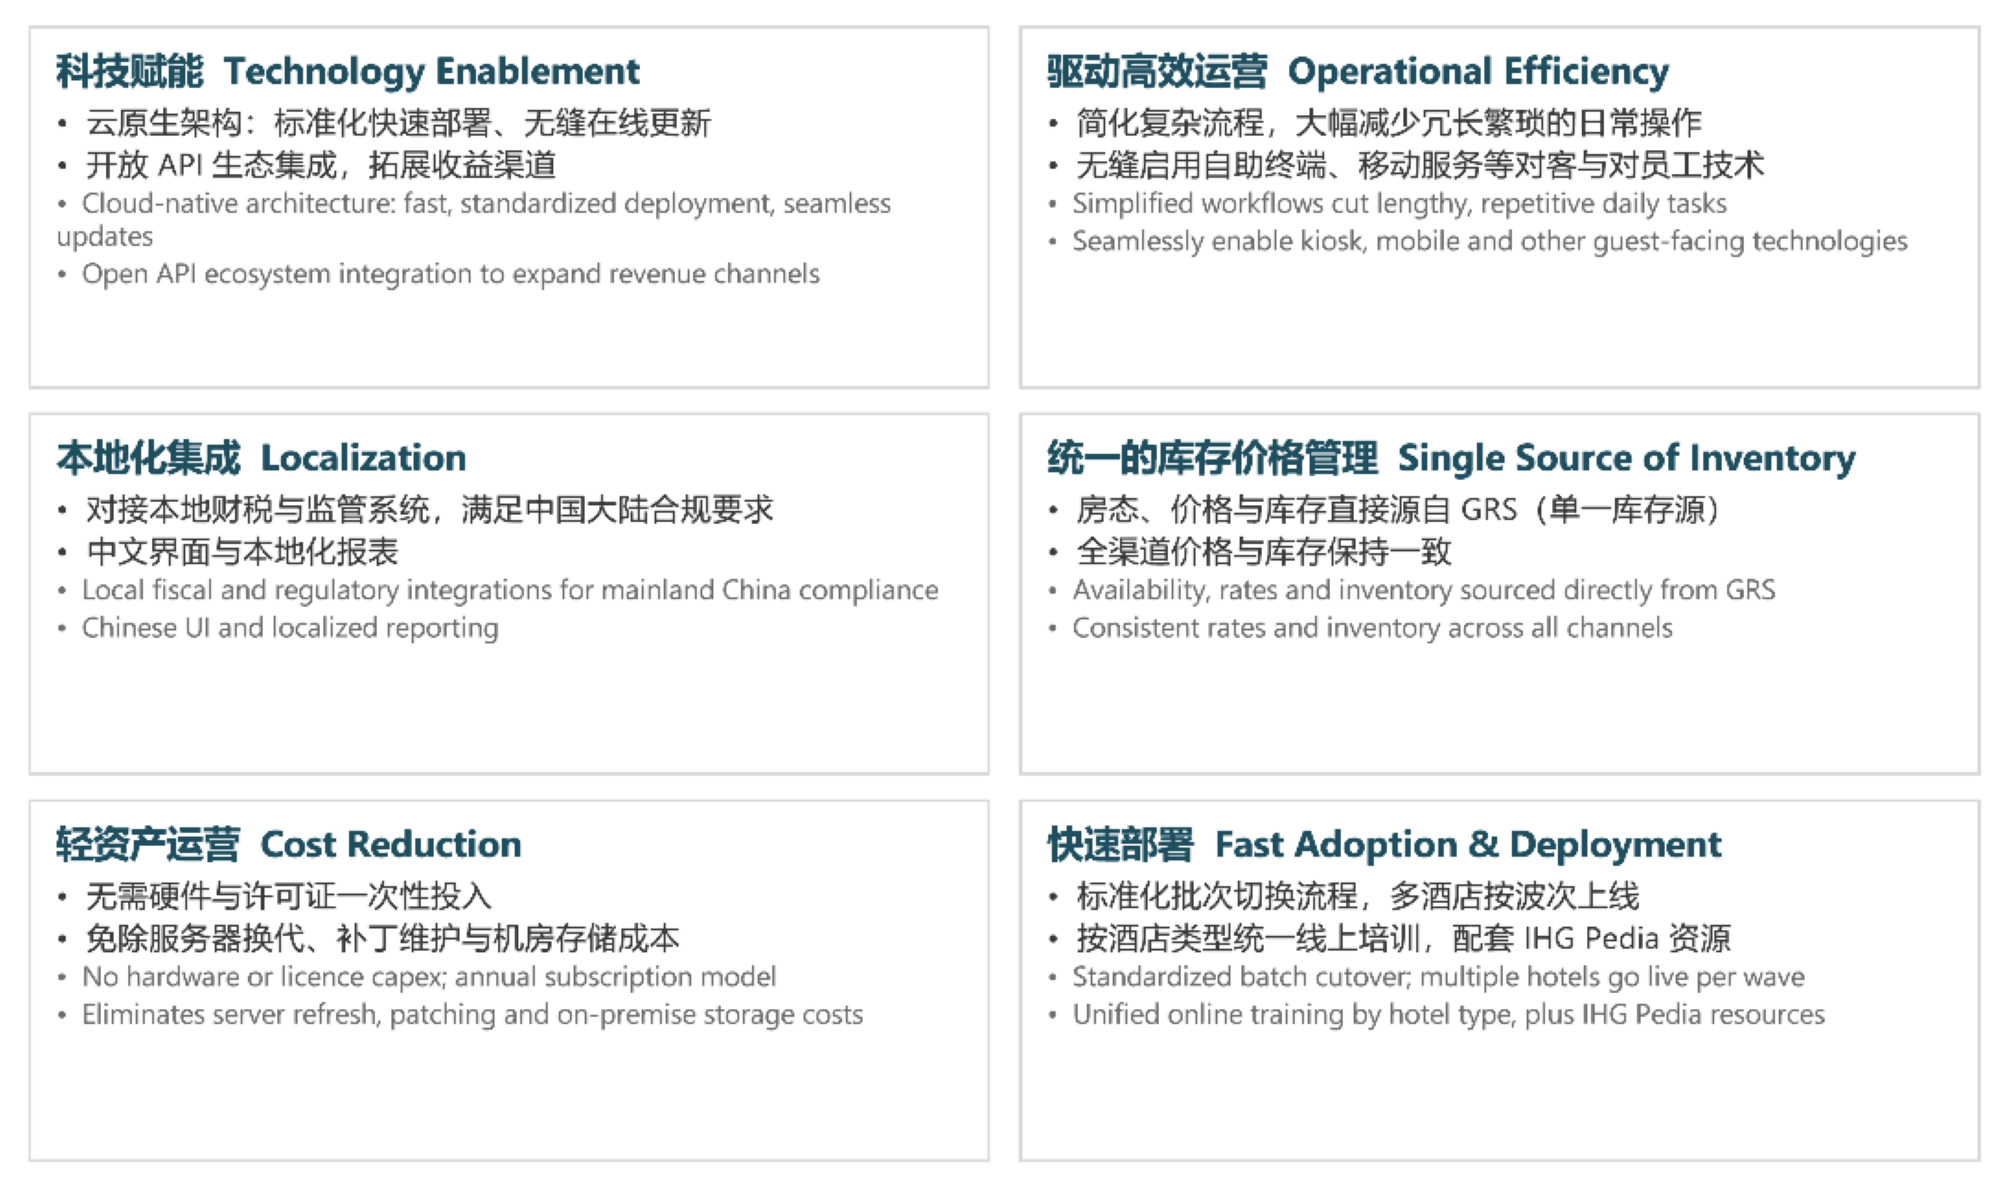 科技赋能 Technology Enablement
• 云原生架构：标准化快速部署、无缝在线更新
• 开放 API 生态集成，拓展收益渠道
• Cloud-native architecture: fast, standardized deployment, seamless
updates
• Open API ecosystem integration to expand revenue channels
驱动高效运营 Operational Efficiency
• 简化复杂流程，大幅减少冗长繁琐的日常操作
• 无缝启用自助终端、移动服务等对客与对员工技术
• Simplified workflows cut lengthy, repetitive daily tasks
• Seamlessly enable kiosk, mobile and other guest-facing technologies
本地化集成 Localization
• 对接本地财税与监管系统，满足中国大陆合规要求
• 中文界面与本地化报表
• Local fiscal and regulatory integrations for mainland China compliance
• Chinese UI and localized reporting
统一的库存价格管理 Single Source of Inventory
• 房态、价格与库存直接源自 GRS（单一库存源）
• 全渠道价格与库存保持一致
• Availability, rates and inventory sourced directly from GRS
• Consistent rates and inventory across all channels
轻资产运营 Cost Reduction
• 无需硬件与许可证一次性投入
• 免除服务器换代、补丁维护与机房存储成本
• No hardware or licence capex; annual subscription model
• Eliminates server refresh, patching and on-premise storage costs
快速部署 Fast Adoption & Deployment
• 标准化批次切换流程，多酒店按波次上线
• 按酒店类型统一线上培训，配套 IHG Pedia 资源
• Standardized batch cutover; multiple hotels go live per wave
• Unified online training by hotel type, plus IHG Pedia resources